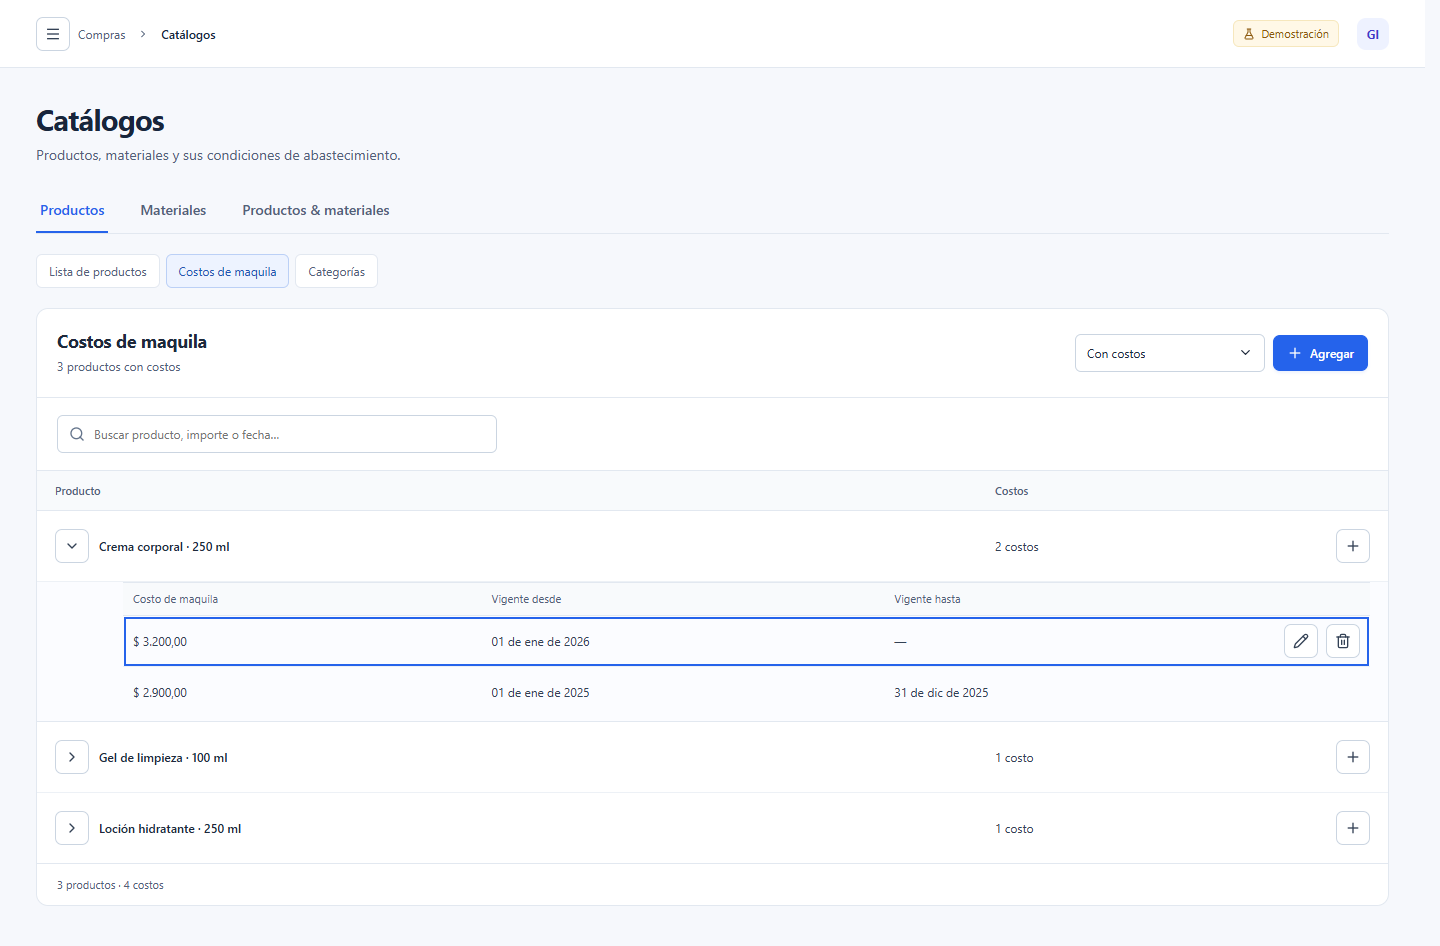 Compras > Catálogos
Demostración
GI
Catálogos
Productos, materiales y sus condiciones de abastecimiento.
Productos Materiales Productos & materiales
Lista de productos Costos de maquila Categorías
Costos de maquila
3 productos con costos
Con costos
Agregar
Buscar producto, importe o fecha...
Producto Costos
Crema corporal · 250 ml 2 costos
Costo de maquila Vigente desde Vigente hasta
$ 3.200,00 01 de ene de 2026 —
$ 2.900,00 01 de ene de 2025 31 de dic de 2025
Gel de limpieza · 100 ml 1 costo
Loción hidratante · 250 ml 1 costo
3 productos · 4 costos